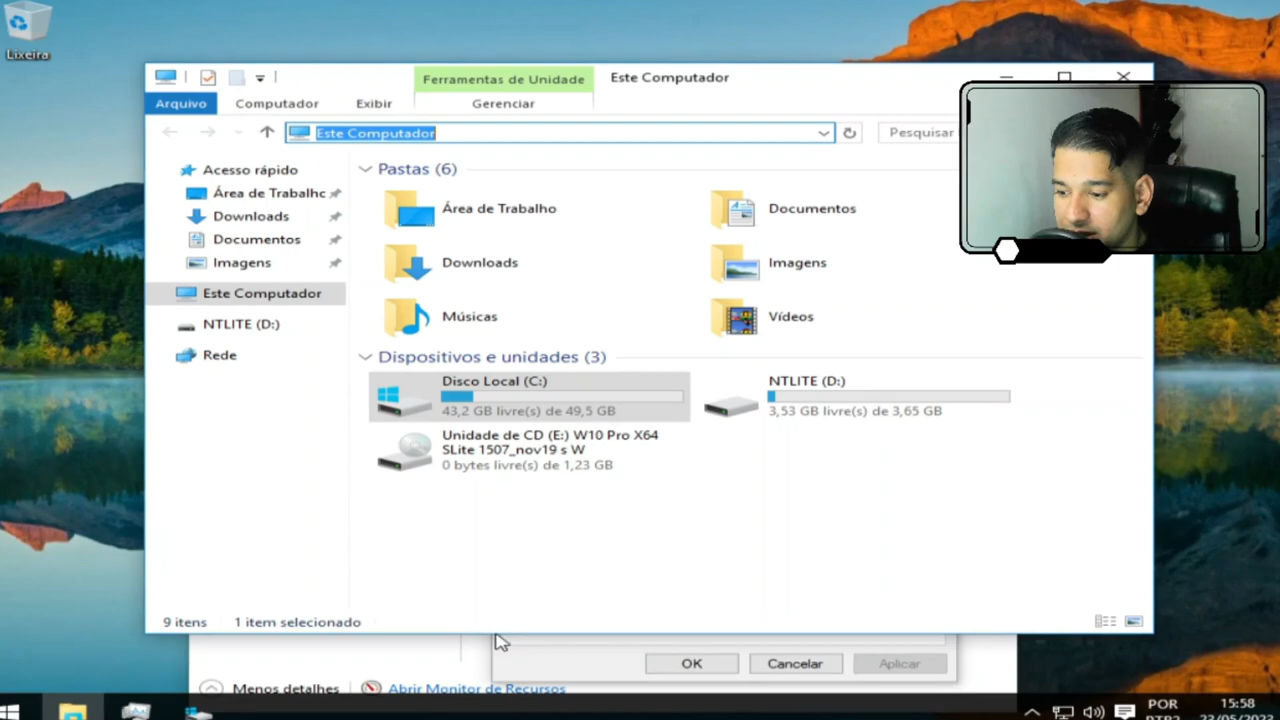 Lixeira
Ferramentas de Unidade
Este Computador
Arquivo
Computador
Exibir
Gerenciar
Este Computador
Pesquisar
Acesso rápido
Área de Trabalhc
Downloads
Documentos
Imagens
Este Computador
NTLITE (D:)
Rede
Pastas (6)
Área de Trabalho
Documentos
Downloads
Imagens
Músicas
Vídeos
Dispositivos e unidades (3)
Disco Local (C:)
43,2 GB livre(s) de 49,5 GB
NTLITE (D:)
3,53 GB livre(s) de 3,65 GB
Unidade de CD (E:) W10 Pro X64
SLite 1507_nov19 s W
0 bytes livre(s) de 1,23 GB
9 itens
1 item selecionado
OK
Cancelar
Aplicar
Menos detalhes
Abrir Monitor de Recursos
POR
15:58